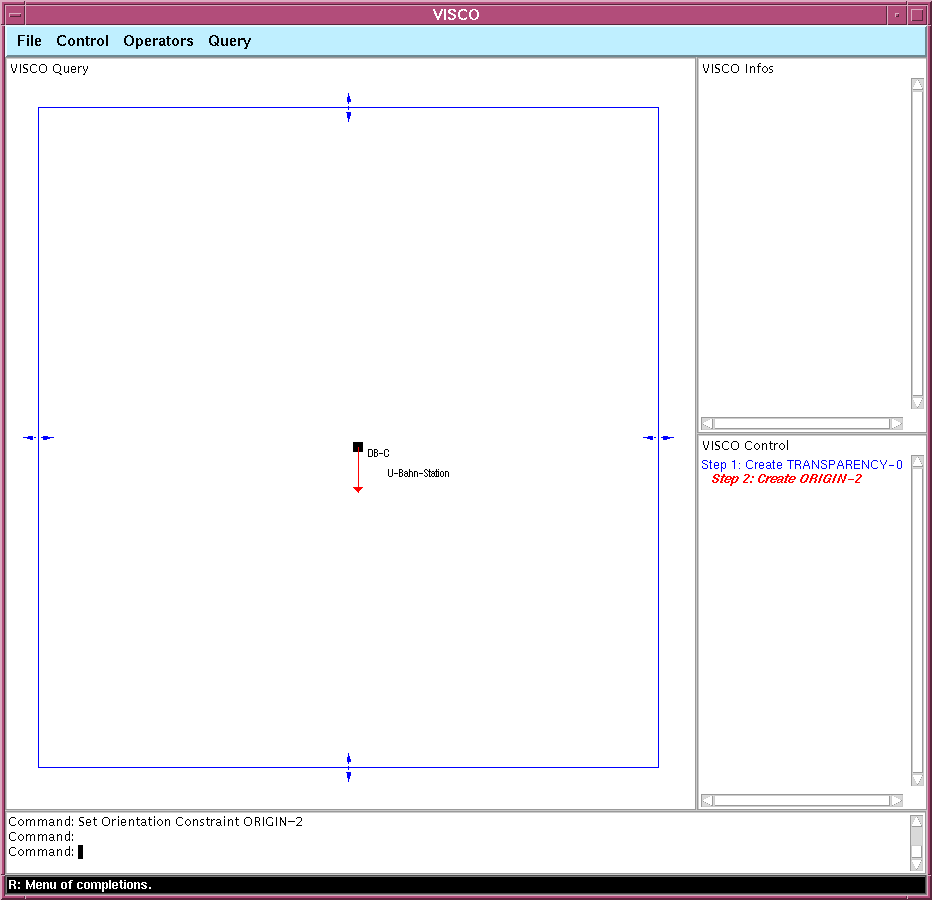 VISCO
File Control Operators Query
VISCO Query
DB-C
U-Bahn-Station
VISCO Infos
VISCO Control
Step 1: Create TRANSPARENCY-0
Step 2: Create ORIGIN-2
Command: Set Orientation Constraint ORIGIN-2
Command:
Command:
R: Menu of completions.